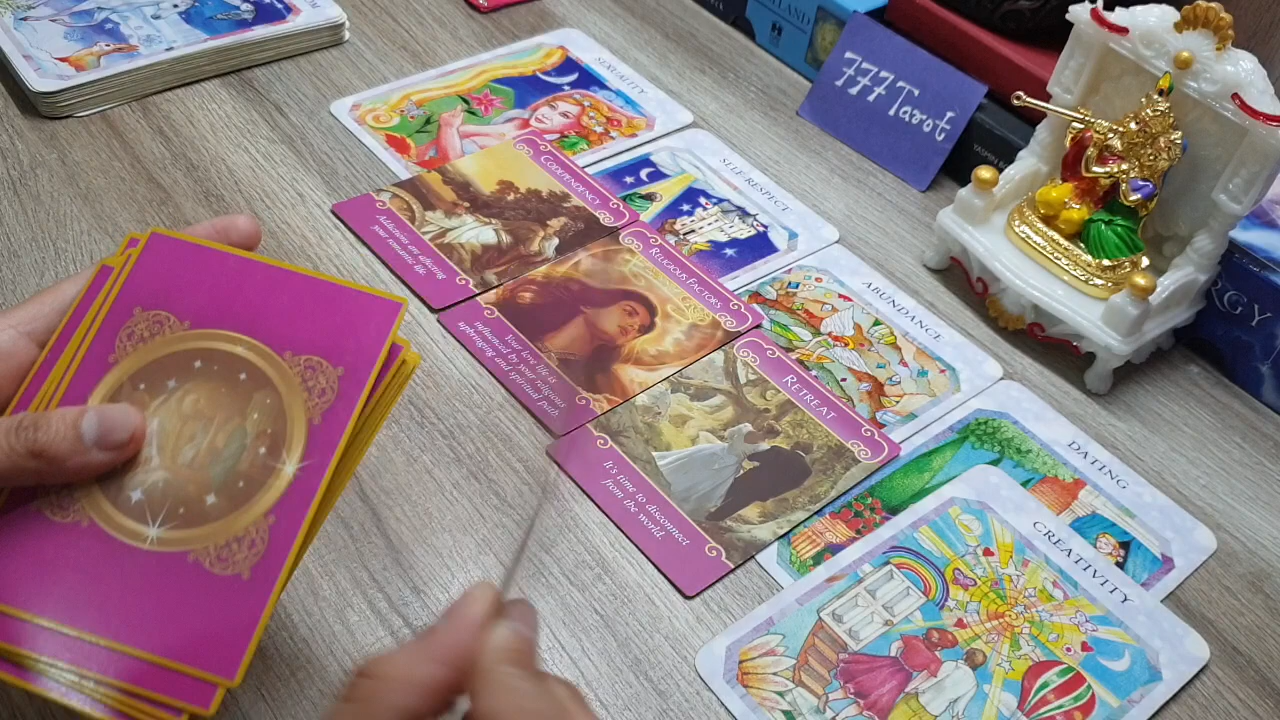 SEXUALITY
SELF-RESPECT
ABUNDANCE
DATING
CREATIVITY
CODEPENDENCY
Addictions are affecting
your romantic life.
RELIGIOUS FACTORS
Your love life is
influenced by your religious
upbringing and spiritual path.
RETREAT
It's time to disconnect
from the world.
777 Tarot
YASMIN